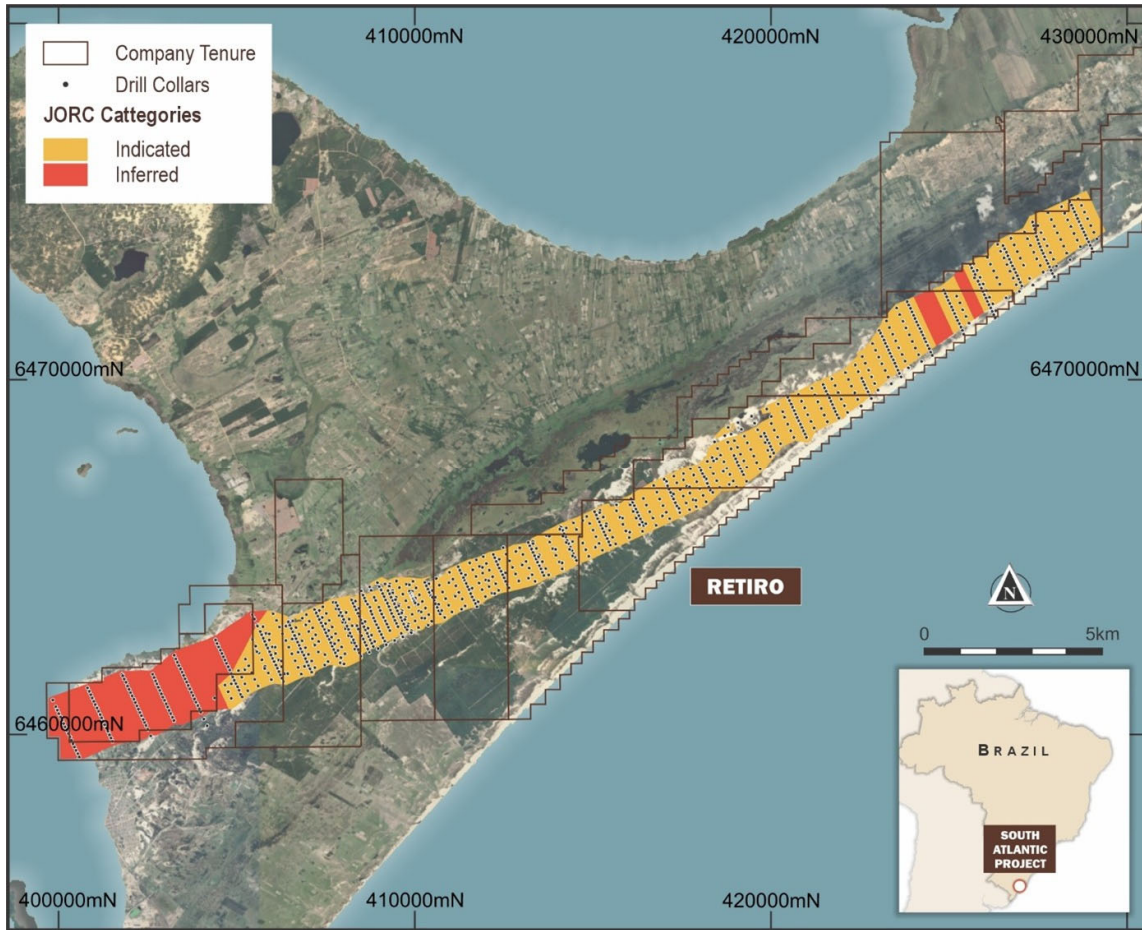 410000mN
420000mN
430000mN
Company Tenure
Drill Collars
JORC Cattegories
Indicated
Inferred
6470000mN
6470000mN
RETIRO
N
0
5km
6460000mN
BRAZIL
SOUTH
ATLANTIC
PROJECT
400000mN
410000mN
420000mN